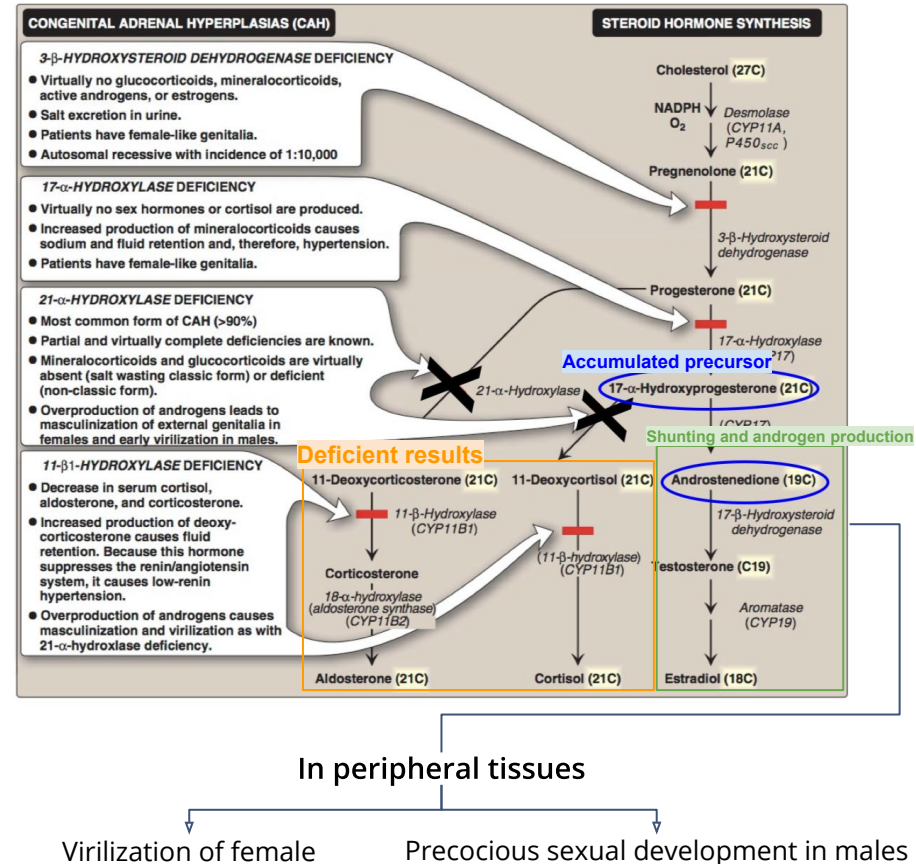 CONGENITAL ADRENAL HYPERPLASIAS (CAH)
STEROID HORMONE SYNTHESIS
3-β-HYDROXYSTEROID DEHYDROGENASE DEFICIENCY
● Virtually no glucocorticoids, mineralocorticoids,
active androgens, or estrogens.
● Salt excretion in urine.
● Patients have female-like genitalia.
● Autosomal recessive with incidence of 1:10,000
17-α-HYDROXYLASE DEFICIENCY
● Virtually no sex hormones or cortisol are produced.
● Increased production of mineralocorticoids causes
sodium and fluid retention and, therefore, hypertension.
● Patients have female-like genitalia.
21-α-HYDROXYLASE DEFICIENCY
● Most common form of CAH (>90%)
● Partial and virtually complete deficiencies are known.
● Mineralocorticoids and glucocorticoids are virtually
absent (salt wasting classic form) or deficient
(non-classic form).
● Overproduction of androgens leads to
masculinization of external genitalia in
females and early virilization in males.
11-β1-HYDROXYLASE DEFICIENCY
● Decrease in serum cortisol,
aldosterone, and corticosterone.
● Increased production of deoxy-
corticosterone causes fluid
retention. Because this hormone
suppresses the renin/angiotensin
system, it causes low-renin
hypertension.
● Overproduction of androgens causes
masculinization and virilization as with
21-α-hydroxlase deficiency.
Cholesterol (27C)
NADPH
O2
Desmolase
(CYP11A,
P450scc )
Pregnenolone (21C)
3-β-Hydroxysteroid
dehydrogenase
Progesterone (21C)
17-α-Hydroxylase
Accumulated precursor
21-α-Hydroxylase
17-α-Hydroxyprogesterone (21C)
(CYP17)
Shunting and androgen production
Deficient results
11-Deoxycorticosterone (21C)
11-Deoxycortisol (21C)
Androstenedione (19C)
11-β-Hydroxylase
(CYP11B1)
17-β-Hydroxysteroid
dehydrogenase
(11-β-hydroxylase)
(CYP11B1)
Corticosterone
Testosterone (C19)
18-α-hydroxylase
(aldosterone synthase)
(CYP11B2)
Aromatase
(CYP19)
Aldosterone (21C)
Cortisol (21C)
Estradiol (18C)
In peripheral tissues
Virilization of female
Precocious sexual development in males